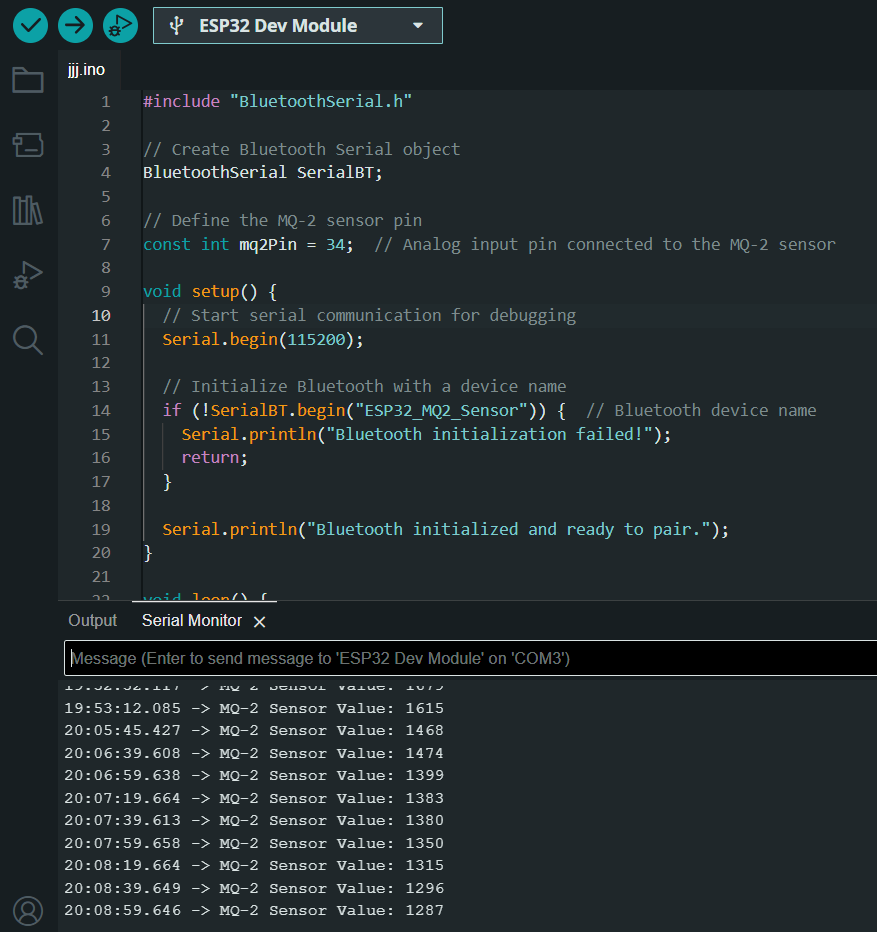 ESP32 Dev Module
jjj.ino
1 #include "BluetoothSerial.h"
2
3 // Create Bluetooth Serial object
4 BluetoothSerial SerialBT;
5
6 // Define the MQ-2 sensor pin
7 const int mq2Pin = 34;  // Analog input pin connected to the MQ-2 sensor
8
9 void setup() {
10   // Start serial communication for debugging
11   Serial.begin(115200);
12
13   // Initialize Bluetooth with a device name
14   if (!SerialBT.begin("ESP32_MQ2_Sensor")) {  // Bluetooth device name
15     Serial.println("Bluetooth initialization failed!");
16     return;
17   }
18
19   Serial.println("Bluetooth initialized and ready to pair.");
20 }
21
22 void loop() {
Output Serial Monitor
Message (Enter to send message to 'ESP32 Dev Module' on 'COM3')
-> MQ-2 Sensor Value:
19:53:12.085 -> MQ-2 Sensor Value: 1615
20:05:45.427 -> MQ-2 Sensor Value: 1468
20:06:39.608 -> MQ-2 Sensor Value: 1474
20:06:59.638 -> MQ-2 Sensor Value: 1399
20:07:19.664 -> MQ-2 Sensor Value: 1383
20:07:39.613 -> MQ-2 Sensor Value: 1380
20:07:59.658 -> MQ-2 Sensor Value: 1350
20:08:19.664 -> MQ-2 Sensor Value: 1315
20:08:39.649 -> MQ-2 Sensor Value: 1296
20:08:59.646 -> MQ-2 Sensor Value: 1287